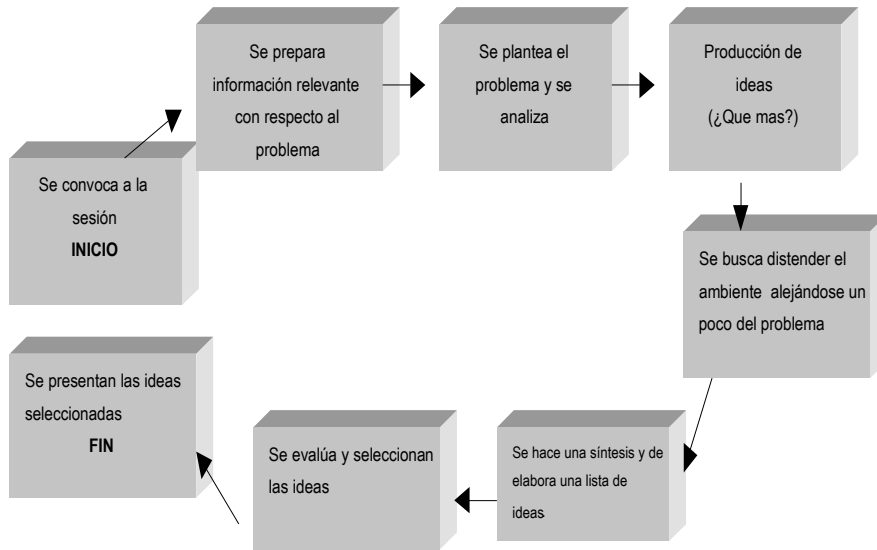 Se convoca a la
sesión
INICIO
Se prepara
información relevante
con respecto al
problema
Se plantea el
problema y se
analiza
Producción de
ideas
(¿Que mas?)
Se busca distender el
ambiente alejándose un
poco del problema
Se hace una síntesis y de
elabora una lista de
ideas
Se evalúa y seleccionan
las ideas
Se presentan las ideas
seleccionadas
FIN